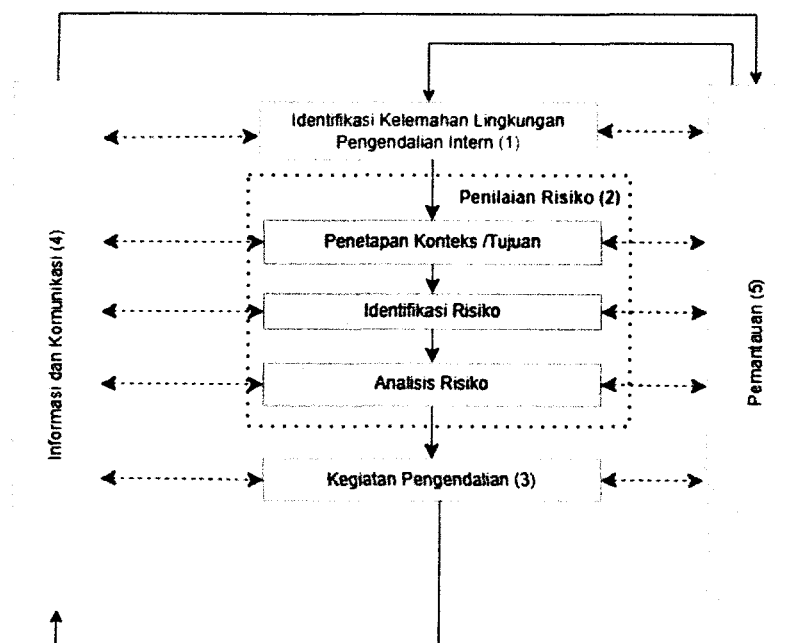 Identifikasi Kelemahan Lingkungan
Pengendalian Intern (1)
Penilaian Risiko (2)
Penetapan Konteks /Tujuan
Identifikasi Risiko
Analisis Risiko
Kegiatan Pengendalian (3)
Informasi dan Komunikasi (4)
Pemantauan (5)